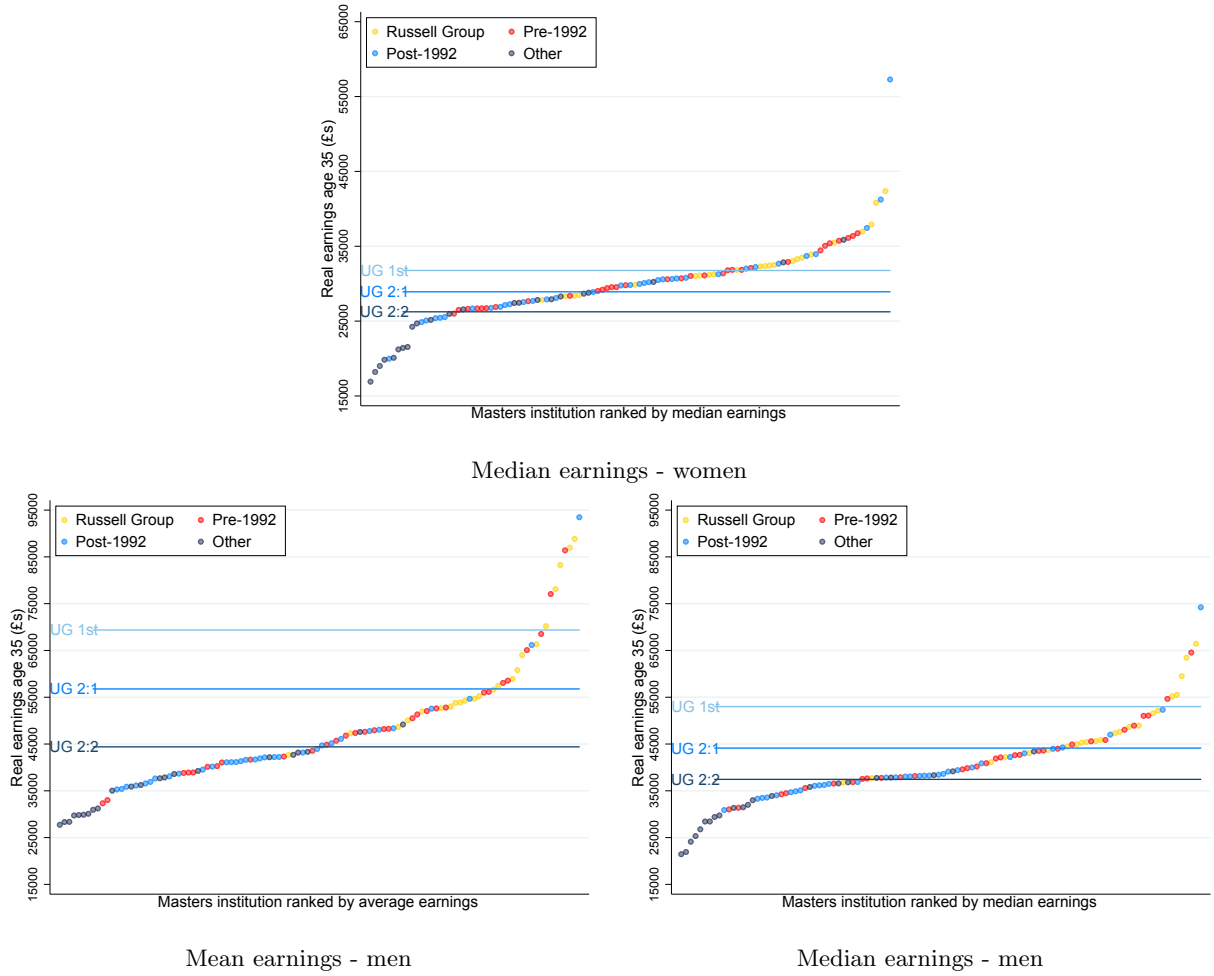 Russell Group Pre-1992
Post-1992 Other
Real earnings age 35 (£s)
65000
55000
45000
35000
25000
15000
UG 1st
UG 2:1
UG 2:2
Masters institution ranked by median earnings
Median earnings - women
Russell Group Pre-1992
Post-1992 Other
Real earnings age 35 (£s)
95000
85000
75000
65000
55000
45000
35000
25000
15000
UG 1st
UG 2:1
UG 2:2
Masters institution ranked by average earnings
Mean earnings - men
Russell Group Pre-1992
Post-1992 Other
Real earnings age 35 (£s)
95000
85000
75000
65000
55000
45000
35000
25000
15000
UG 1st
UG 2:1
UG 2:2
Masters institution ranked by median earnings
Median earnings - men